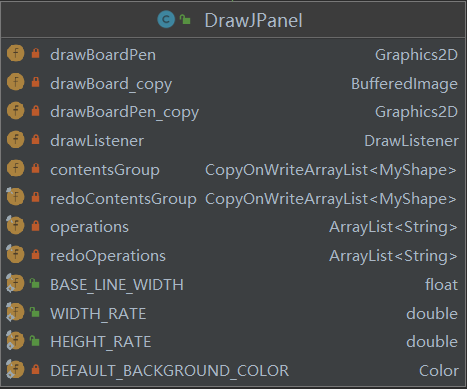 DrawJPanel
drawBoardPen Graphics2D
drawBoard_copy BufferedImage
drawBoardPen_copy Graphics2D
drawListener DrawListener
contentsGroup CopyOnWriteArrayList<MyShape>
redoContentsGroup CopyOnWriteArrayList<MyShape>
operations ArrayList<String>
redoOperations ArrayList<String>
BASE_LINE_WIDTH float
WIDTH_RATE double
HEIGHT_RATE double
DEFAULT_BACKGROUND_COLOR Color